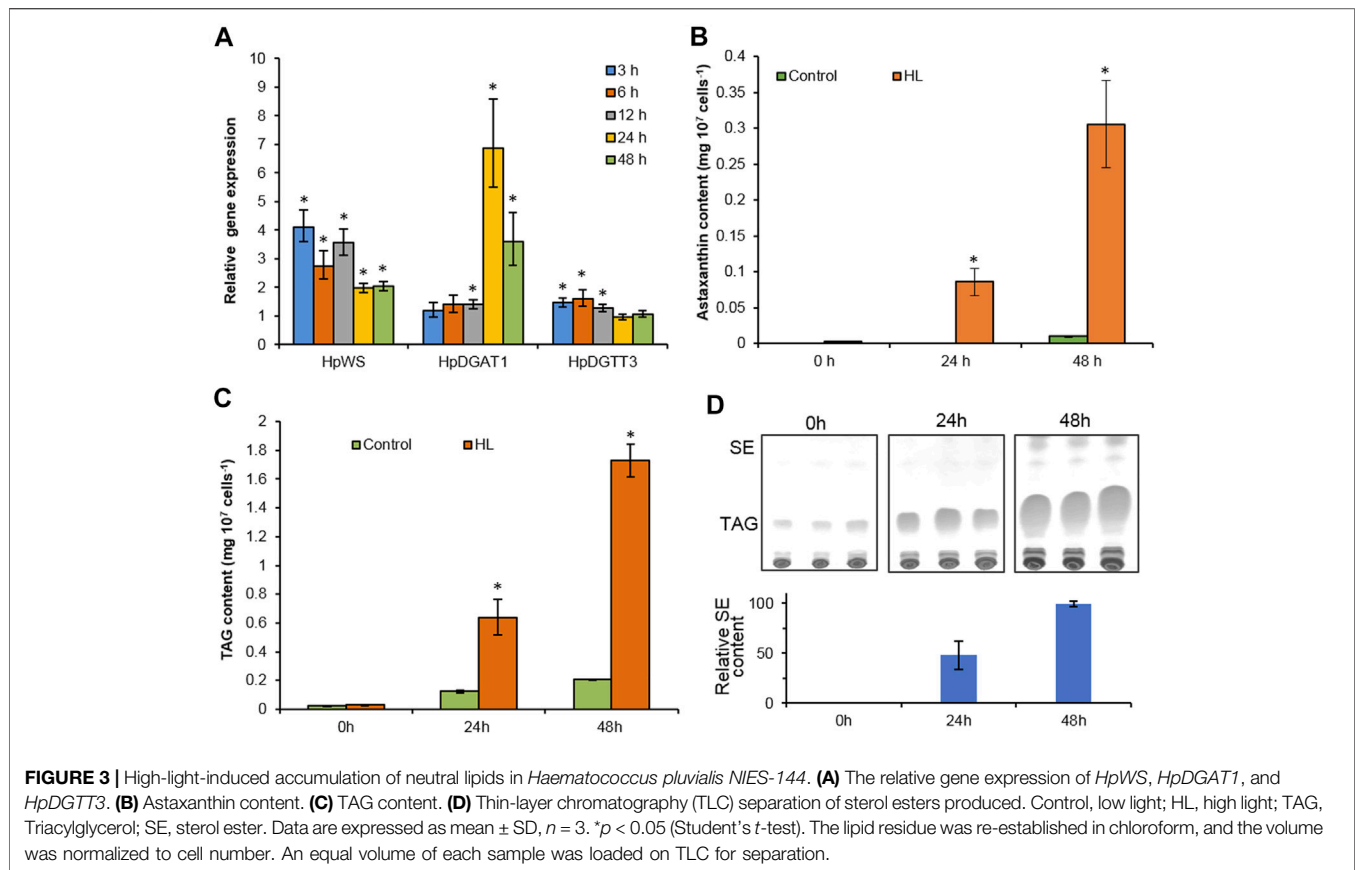 A
10
9
8
7
6
5
4
3
2
1
0
Relative gene expression
3 h
6 h
12 h
24 h
48 h
* * * * *
* * *
* * *
HpWS HpDGAT1 HpDGTT3
B
0.4
0.35
0.3
0.25
0.2
0.15
0.1
0.05
0
Astaxanthin content (mg 10⁷ cells⁻¹)
Control HL
*
*
0 h 24 h 48 h
C
2
1.8
1.6
1.4
1.2
1
0.8
0.6
0.4
0.2
0
TAG content (mg 10⁷ cells⁻¹)
Control HL
*
*
0h 24h 48h
D
0h 24h 48h
SE
TAG
Relative SE
content
100
50
0
0h 24h 48h
FIGURE 3 | High-light-induced accumulation of neutral lipids in Haematococcus pluvialis NIES-144. (A) The relative gene expression of HpWS, HpDGAT1, and
HpDGTT3. (B) Astaxanthin content. (C) TAG content. (D) Thin-layer chromatography (TLC) separation of sterol esters produced. Control, low light; HL, high light; TAG,
Triacylglycerol; SE, sterol ester. Data are expressed as mean ± SD, n = 3. *p < 0.05 (Student's t-test). The lipid residue was re-established in chloroform, and the volume
was normalized to cell number. An equal volume of each sample was loaded on TLC for separation.